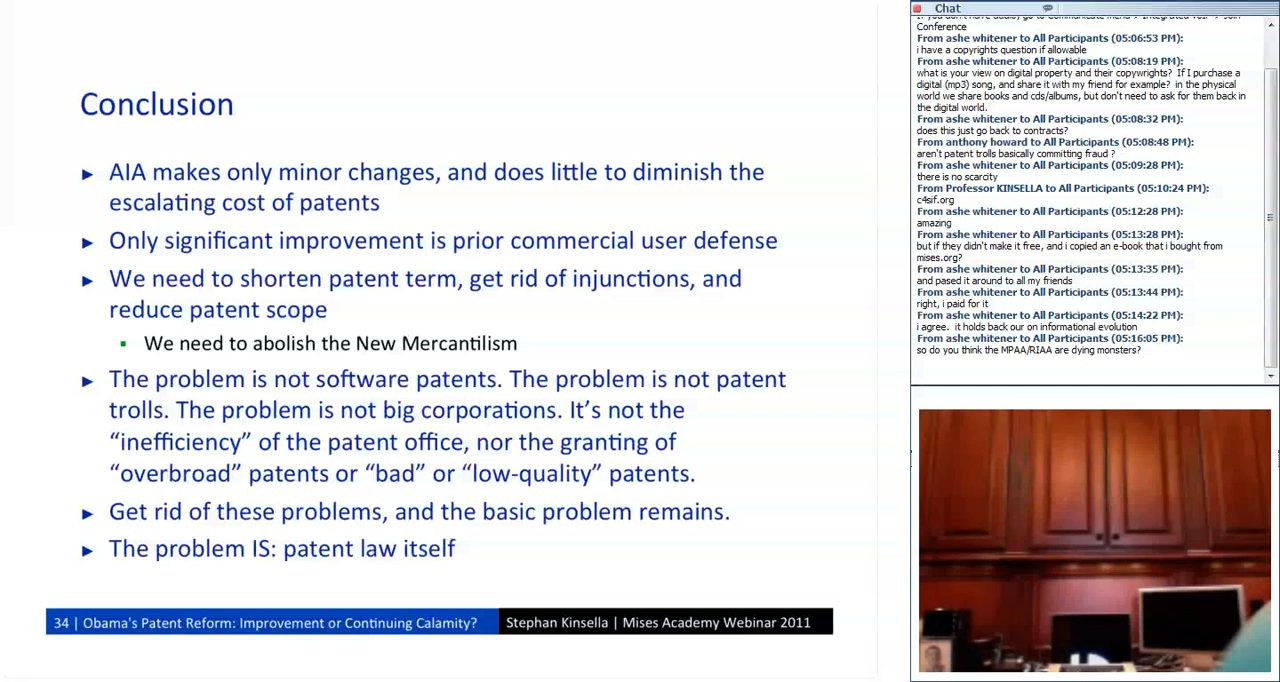 Conclusion
► AIA makes only minor changes, and does little to diminish the
escalating cost of patents
► Only significant improvement is prior commercial user defense
► We need to shorten patent term, get rid of injunctions, and
reduce patent scope
▪ We need to abolish the New Mercantilism
► The problem is not software patents. The problem is not patent
trolls. The problem is not big corporations. It's not the
"inefficiency" of the patent office, nor the granting of
"overbroad" patents or "bad" or "low-quality" patents.
► Get rid of these problems, and the basic problem remains.
► The problem IS: patent law itself
34 | Obama's Patent Reform: Improvement or Continuing Calamity?
Stephan Kinsella | Mises Academy Webinar 2011
Chat
Conference
From ashe whitener to All Participants (05:06:53 PM):
i have a copyrights question if allowable
From ashe whitener to All Participants (05:08:19 PM):
what is your view on digital property and their copywrights? If I purchase a
digital (mp3) song, and share it with my friend for example? in the physical
world we share books and cds/albums, but don't need to ask for them back in
the digital world.
From ashe whitener to All Participants (05:08:32 PM):
does this just go back to contracts?
From anthony howard to All Participants (05:08:48 PM):
aren't patent trolls basically committing fraud ?
From ashe whitener to All Participants (05:09:28 PM):
there is no scarcity
From Professor KINSELLA to All Participants (05:10:24 PM):
c4sif.org
From ashe whitener to All Participants (05:12:28 PM):
amazing
From ashe whitener to All Participants (05:13:28 PM):
but if they didn't make it free, and i copied an e-book that i bought from
mises.org?
From ashe whitener to All Participants (05:13:35 PM):
and pased it around to all my friends
From ashe whitener to All Participants (05:13:44 PM):
right, i paid for it
From ashe whitener to All Participants (05:14:22 PM):
i agree. it holds back our on informational evolution
From ashe whitener to All Participants (05:16:05 PM):
so do you think the MPAA/RIAA are dying monsters?